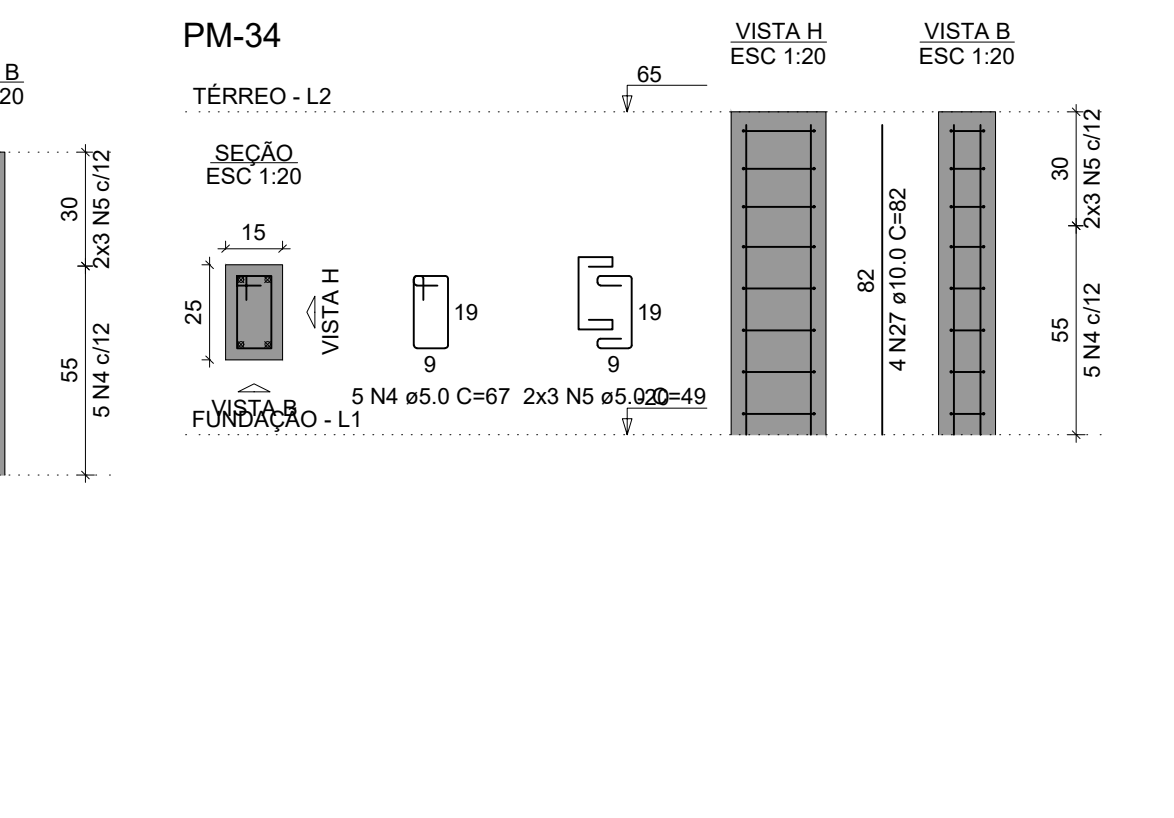 B
20
30
2x3 N5 c/12
55
5 N4 c/12
PM-34
TÉRREO - L2
65
SEÇÃO
ESC 1:20
15
25
VISTA H
VISTA B
FUNDAÇÃO - L1
19
9
5 N4 ø5.0 C=67
19
9
2x3 N5 ø5.0 C=49
-20
VISTA H
ESC 1:20
82
4 N27 ø10.0 C=82
VISTA B
ESC 1:20
30
2x3 N5 c/12
55
5 N4 c/12